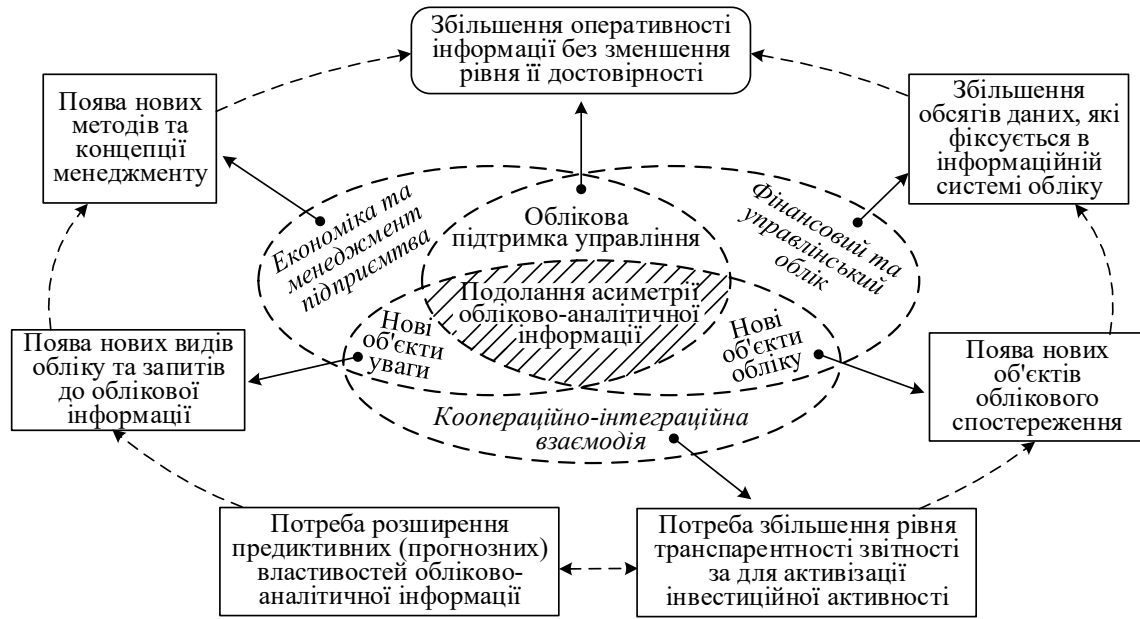 Збільшення оперативності
інформації без зменшення
рівня її достовірності
Поява нових
методів та
концепції
менеджменту
Збільшення
обсягів даних, які
фіксується в
інформаційній
системі обліку
Економіка та
менеджмент
підприємтва
Облікова
підтримка управління
Фінансовий та
управлінський
облік
Подолання асиметрії
обліково-аналітичної
інформації
Нові
об'єкти
уваги
Нові
об'єкти
обліку
Поява нових видів
обліку та запитів
до облікової
інформації
Поява нових
об'єктів
облікового
спостереження
Коопераційно-інтеграційна
взаємодія
Потреба розширення
предиктивних (прогнозних)
властивостей обліково-
аналітичної інформації
Потреба збільшення рівня
транспарентності звітності
за для активізації
інвестиційної активності